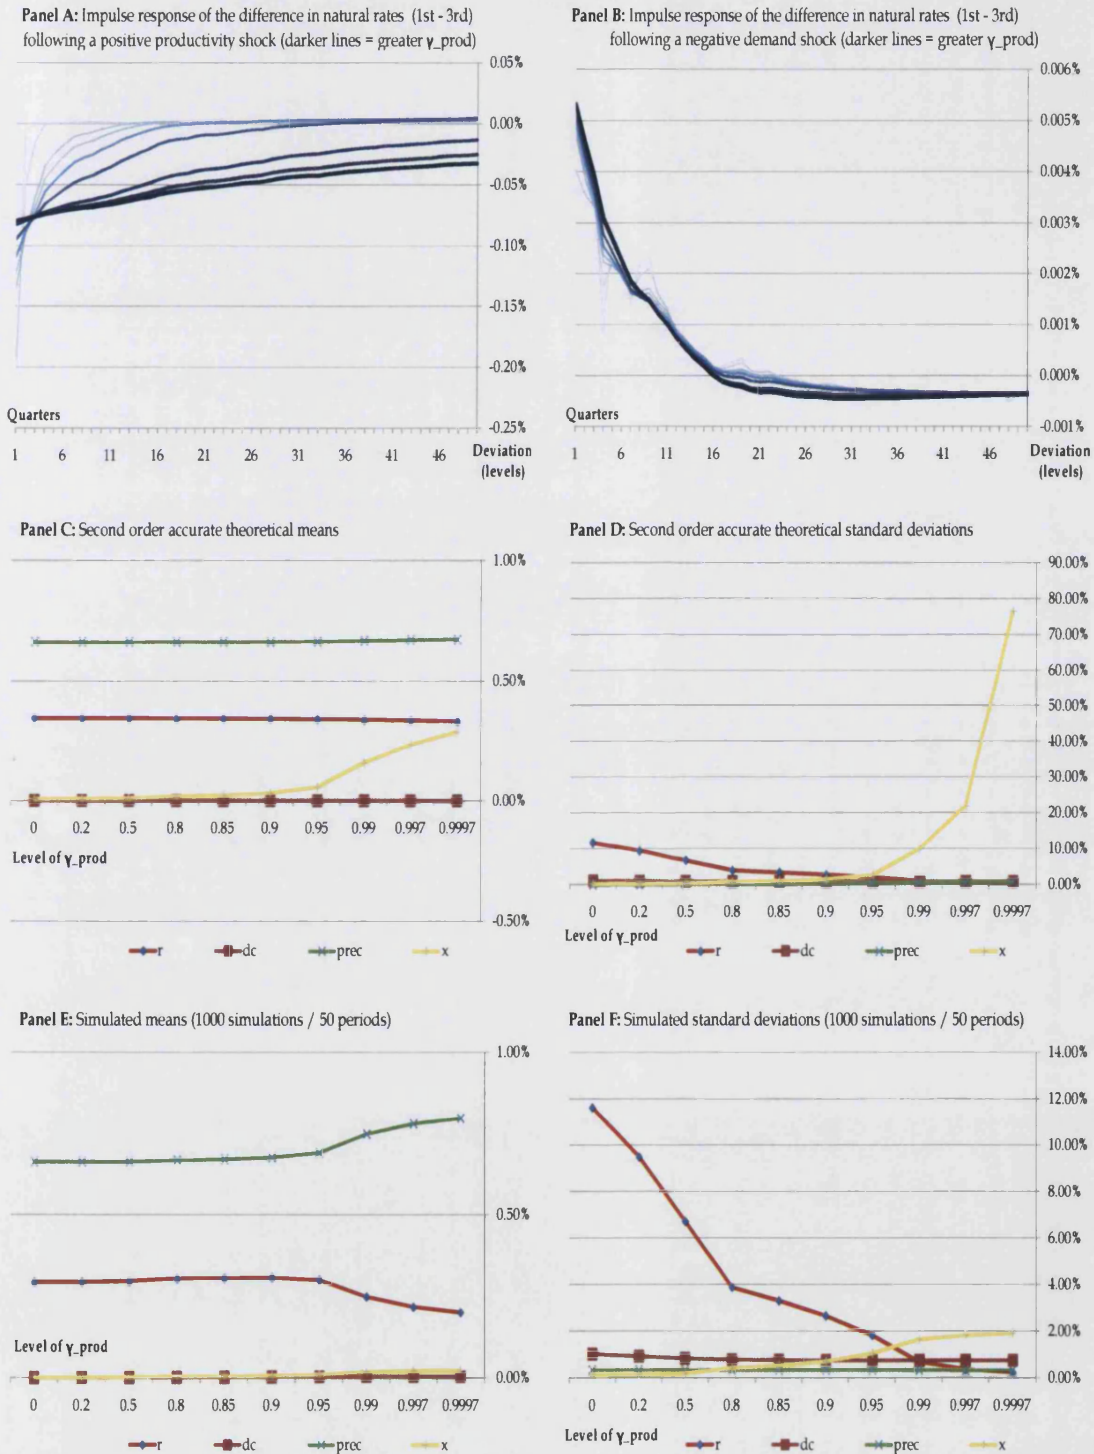 Panel A: Impulse response of the difference in natural rates (1st - 3rd)
following a positive productivity shock (darker lines = greater γ_prod)
0.05%
0.00%
-0.05%
-0.10%
-0.15%
-0.20%
-0.25%
Quarters
1 6 11 16 21 26 31 36 41 46
Deviation
(levels)
Panel B: Impulse response of the difference in natural rates (1st - 3rd)
following a negative demand shock (darker lines = greater γ_prod)
0.006%
0.005%
0.004%
0.003%
0.002%
0.001%
0.000%
-0.001%
Quarters
1 6 11 16 21 26 31 36 41 46
Deviation
(levels)
Panel C: Second order accurate theoretical means
1.00%
0.50%
0.00%
-0.50%
0 0.2 0.5 0.8 0.85 0.9 0.95 0.99 0.997 0.9997
Level of γ_prod
r dc prec x
Panel D: Second order accurate theoretical standard deviations
90.00%
80.00%
70.00%
60.00%
50.00%
40.00%
30.00%
20.00%
10.00%
0.00%
0 0.2 0.5 0.8 0.85 0.9 0.95 0.99 0.997 0.9997
Level of γ_prod
r dc prec x
Panel E: Simulated means (1000 simulations / 50 periods)
1.00%
0.50%
Level of γ_prod
0.00%
0 0.2 0.5 0.8 0.85 0.9 0.95 0.99 0.997 0.9997
r dc prec x
Panel F: Simulated standard deviations (1000 simulations / 50 periods)
14.00%
12.00%
10.00%
8.00%
6.00%
4.00%
2.00%
0.00%
0 0.2 0.5 0.8 0.85 0.9 0.95 0.99 0.997 0.9997
Level of γ_prod
r dc prec x